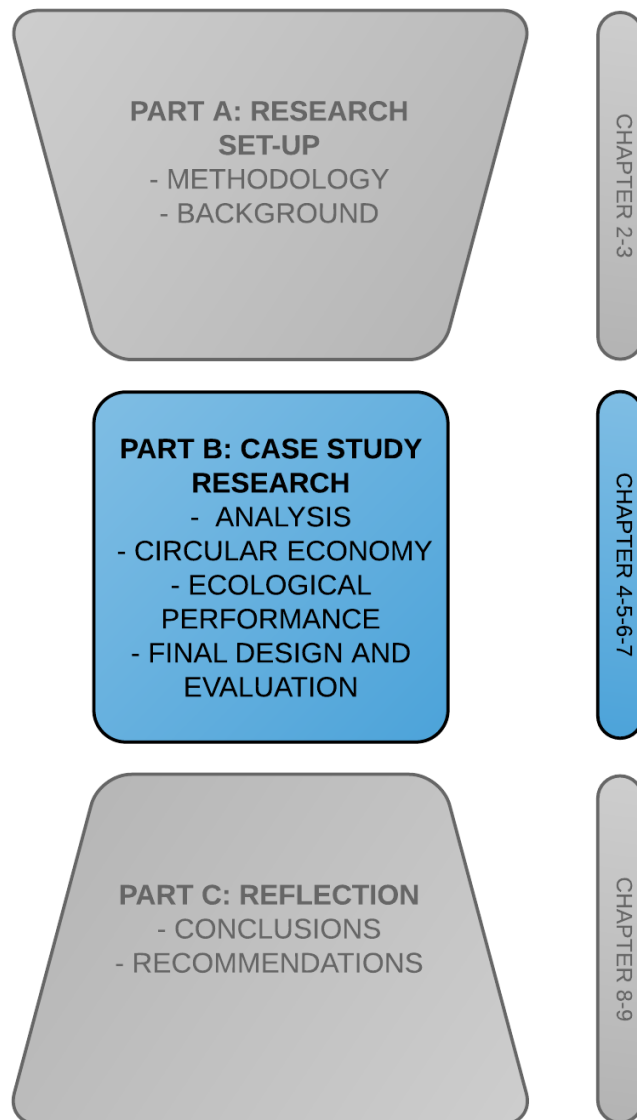 PART A: RESEARCH
SET-UP
- METHODOLOGY
- BACKGROUND
CHAPTER 2-3
PART B: CASE STUDY
RESEARCH
- ANALYSIS
- CIRCULAR ECONOMY
- ECOLOGICAL
PERFORMANCE
- FINAL DESIGN AND
EVALUATION
CHAPTER 4-5-6-7
PART C: REFLECTION
- CONCLUSIONS
- RECOMMENDATIONS
CHAPTER 8-9